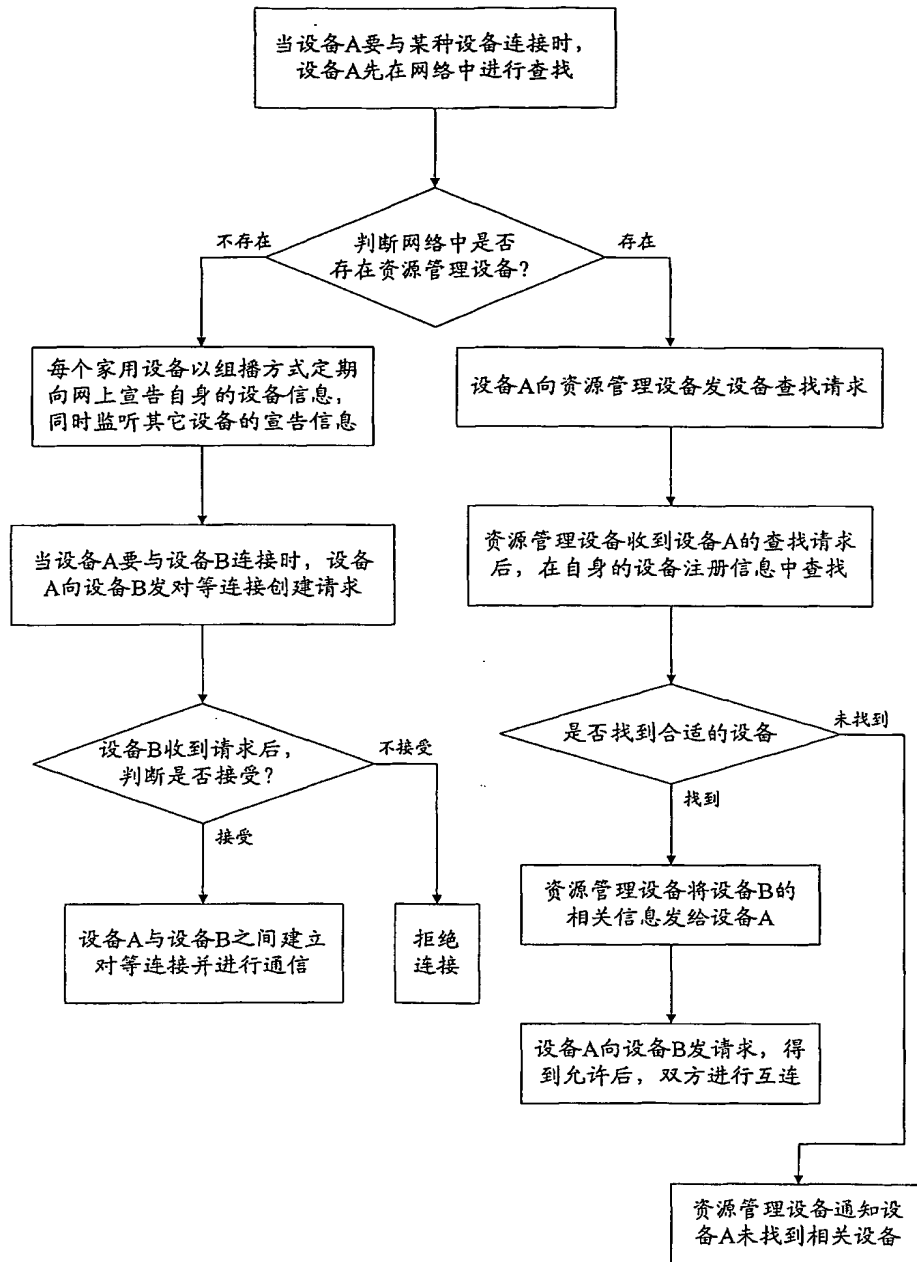 当设备A要与某种设备连接时，
设备A先在网络中进行查找
判断网络中是否
存在资源管理设备？
不存在
存在
每个家用设备以组播方式定期
向网上宣告自身的设备信息，
同时监听其它设备的宣告信息
当设备A要与设备B连接时，设备
A向设备B发对等连接创建请求
设备B收到请求后，
判断是否接受？
不接受
接受
设备A与设备B之间建立
对等连接并进行通信
拒绝
连接
设备A向资源管理设备发设备查找请求
资源管理设备收到设备A的查找请求
后，在自身的设备注册信息中查找
是否找到合适的设备
未找到
找到
资源管理设备将设备B的
相关信息发给设备A
设备A向设备B发请求，得
到允许后，双方进行互连
资源管理设备通知设
备A未找到相关设备